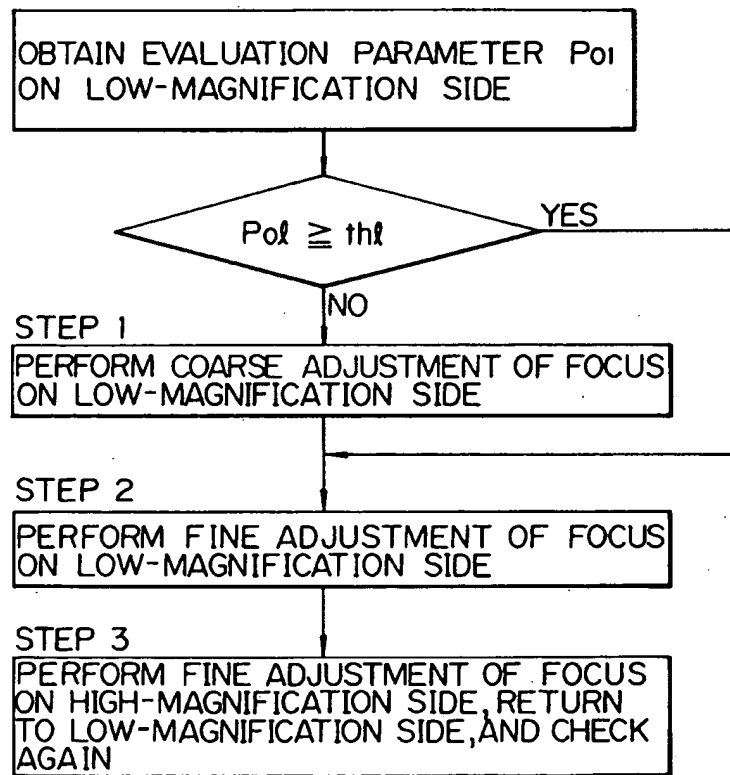 OBTAIN EVALUATION PARAMETER Pol
ON LOW-MAGNIFICATION SIDE
Poℓ ≧ thℓ
YES
NO
STEP 1
PERFORM COARSE ADJUSTMENT OF FOCUS
ON LOW-MAGNIFICATION SIDE
STEP 2
PERFORM FINE ADJUSTMENT OF FOCUS
ON LOW-MAGNIFICATION SIDE
STEP 3
PERFORM FINE ADJUSTMENT OF FOCUS
ON HIGH-MAGNIFICATION SIDE, RETURN
TO LOW-MAGNIFICATION SIDE, AND CHECK
AGAIN